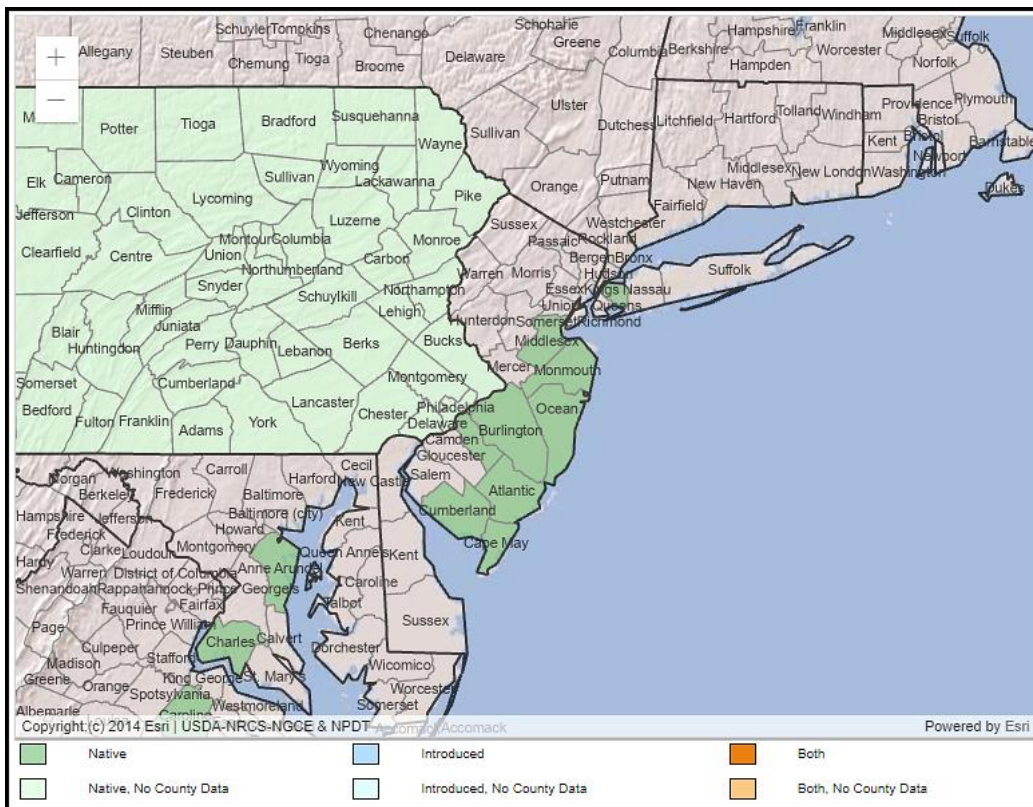 Schuyler Tompkins Chenango Schoharie Hampshire Franklin Middlesex Suffolk
Allegany Steuben Chemung Tioga Broome Delaware Greene Columbia Berkshire Worcester Norfolk
Hampden
+
−
Potter Tioga Bradford Susquehanna Ulster Dutchess Litchfield Hartford Tolland Windham Providence Plymouth
Wayne Sullivan Kent Bristol Bristol Barnstable
Elk Cameron Sullivan Wyoming Lackawanna Pike Orange Putnam New Haven Middlesex New London Washington Newport
Jefferson Lycoming Fairfield Dukes
Clinton Luzerne Sussex Westchester
Clearfield Centre Union Montour Columbia Carbon Monroe Passaic Rockland
Northumberland Warren Morris Bergen Bronx Suffolk
Snyder Schuylkill Northampton Hudson
Essex Kings Nassau
Mifflin Lehigh Union Queens
Blair Juniata Hunterdon Somerset Richmond
Huntingdon Perry Dauphin Lebanon Berks Bucks Middlesex
Somerset Cumberland Montgomery Mercer Monmouth
Bedford Lancaster Chester Philadelphia Ocean
Fulton Franklin Adams York Delaware Burlington
Camden
Washington Carroll Cecil Gloucester
Morgan Harford New Castle Salem
Berkeley Frederick Baltimore Atlantic
Hampshire Jefferson Baltimore (city) Kent Cumberland
Frederick Howard
Clarke Loudoun Montgomery Queen Anne's Kent Cape May
Hardy Warren District of Columbia Anne Arundel
Shenandoah Rappahannock Prince George's Caroline
Fauquier Fairfax Talbot
Page Prince William Sussex
Culpeper Charles Calvert
Madison Stafford Dorchester
Greene Orange King George St. Mary's Wicomico
Spotsylvania Worcester
Albemarle Caroline Westmoreland Somerset
Copyright:(c) 2014 Esri | USDA-NRCS-NGCE & NPDT Accomack Accomack Powered by Esri
Native Introduced Both
Native, No County Data Introduced, No County Data Both, No County Data